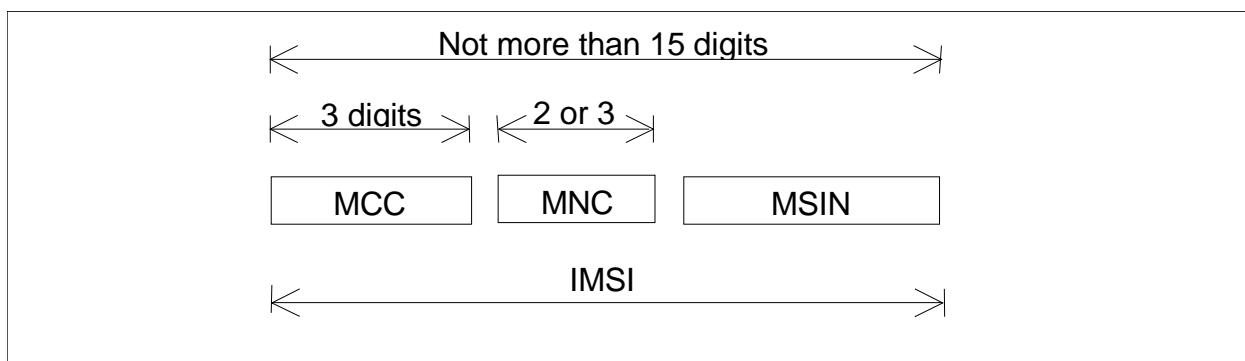 Not more than 15 digits
3 digits 2 or 3
MCC MNC MSIN
IMSI